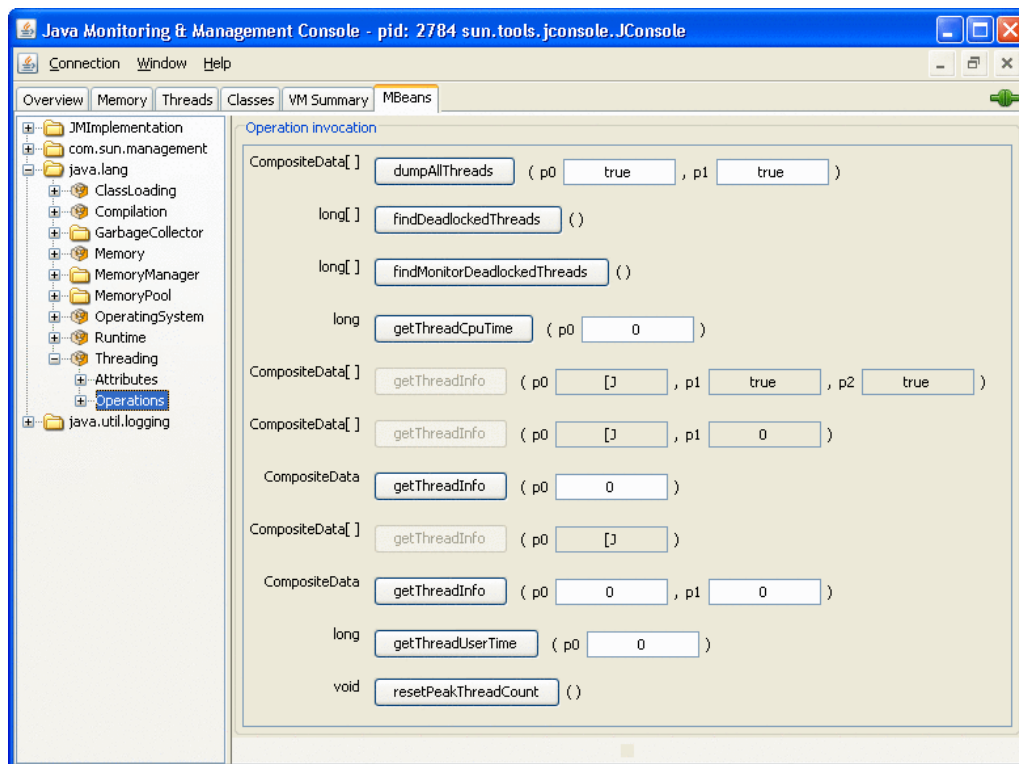 Java Monitoring & Management Console - pid: 2784 sun.tools.jconsole.JConsole
Connection Window Help
Overview Memory Threads Classes VM Summary MBeans
JMImplementation
com.sun.management
java.lang
ClassLoading
Compilation
GarbageCollector
Memory
MemoryManager
MemoryPool
OperatingSystem
Runtime
Threading
Attributes
Operations
java.util.logging
Operation invocation
CompositeData[ ] dumpAllThreads ( p0 true , p1 true )
long[ ] findDeadlockedThreads ( )
long[ ] findMonitorDeadlockedThreads ( )
long getThreadCpuTime ( p0 0 )
CompositeData[ ] getThreadInfo ( p0 [J , p1 true , p2 true )
CompositeData[ ] getThreadInfo ( p0 [J , p1 0 )
CompositeData getThreadInfo ( p0 0 )
CompositeData[ ] getThreadInfo ( p0 [J )
CompositeData getThreadInfo ( p0 0 , p1 0 )
long getThreadUserTime ( p0 0 )
void resetPeakThreadCount ( )